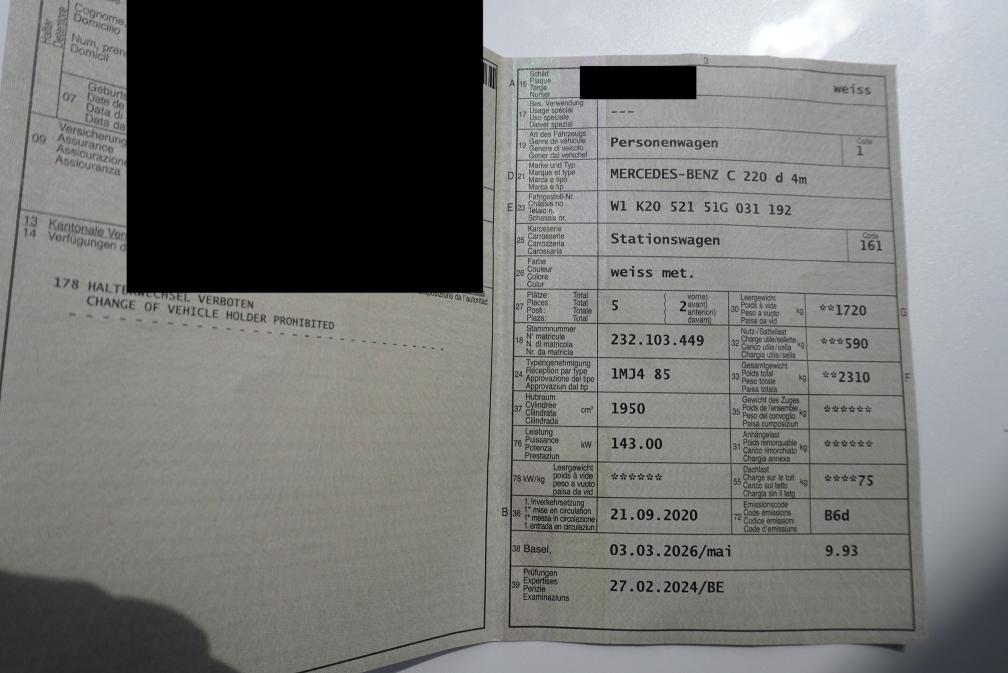 Cognome,
Domicilio
Halter
Détenteur
Num, pren
Domicil
07
Geburts
Date de
Data di
Data da
09
Versicherung
Assurance
Assicurazione
Assicuranza
13 Kantonale Ver
14 Verfügungen d
178 HALTERWECHSEL VERBOTEN
CHANGE OF VEHICLE HOLDER PROHIBITED
3
A 15 Schild
Plaque
Targa
Numer
weiss
17 Bes. Verwendung
Usage spécial
Uso speciale
Diever spezial
---
19 Art des Fahrzeugs
Genre de véhicule
Genere di veicolo
Gener dal vehichel
Personenwagen
Code
1
D 21 Marke und Typ
Marque et type
Marca e tipo
Marca e tip
MERCEDES-BENZ C 220 d 4m
E 23 Fahrgestell-Nr.
Châssis no
Telaio n.
Schassis nr.
W1 K20 521 51G 031 192
25 Karosserie
Carrosserie
Carrozzeria
Carossaria
Stationswagen
Code
161
26 Farbe
Couleur
Colore
Colur
weiss met.
27 Plätze: Total
Places: Total
Posti: Totale
Plazs: Total
5
2
vorne)
avant)
anteriori)
davant)
30 Leergewicht
Poids à vide
Peso a vuoto
Paisa da vid
kg
**1720
G
18 Stammnummer
N° matricule
N. di matricola
Nr. da matricla
232.103.449
32 Nutz-/Sattellast
Charge utile/sellette
Carico utile/sella
Chargia utile/sella
kg
***590
24 Typengenehmigung
Réception par type
Approvazione del tipo
Approvaziun dal tip
1MJ4 85
33 Gesamtgewicht
Poids total
Peso totale
Paisa totala
kg
**2310
F
37 Hubraum
Cylindrée
Cilindrata
Cilindrada
cm³
1950
35 Gewicht des Zuges
Poids de l'ensemble
Peso del convoglio
Paisa cumposiziun
kg
******
76 Leistung
Puissance
Potenza
Prestaziun
kW
143.00
31 Anhängelast
Poids remorquable
Carico rimorchiato
Chargia annexa
kg
******
78 kW/kg
Leergewicht
poids à vide
peso a vuoto
paisa da vid
******
55 Dachlast
Charge sur le toit
Carico sul tetto
Chargia sin il tetg
kg
****75
B 36 1. Inverkehrsetzung
1re mise en circulation
1a messa in circolazione
1. entrada en circulaziun
21.09.2020
72 Emissionscode
Code émissions
Codice emissioni
Code d'emissiuns
B6d
38 Basel,
03.03.2026/mai
9.93
39 Prüfungen
Expertises
Perizie
Examinaziuns
27.02.2024/BE